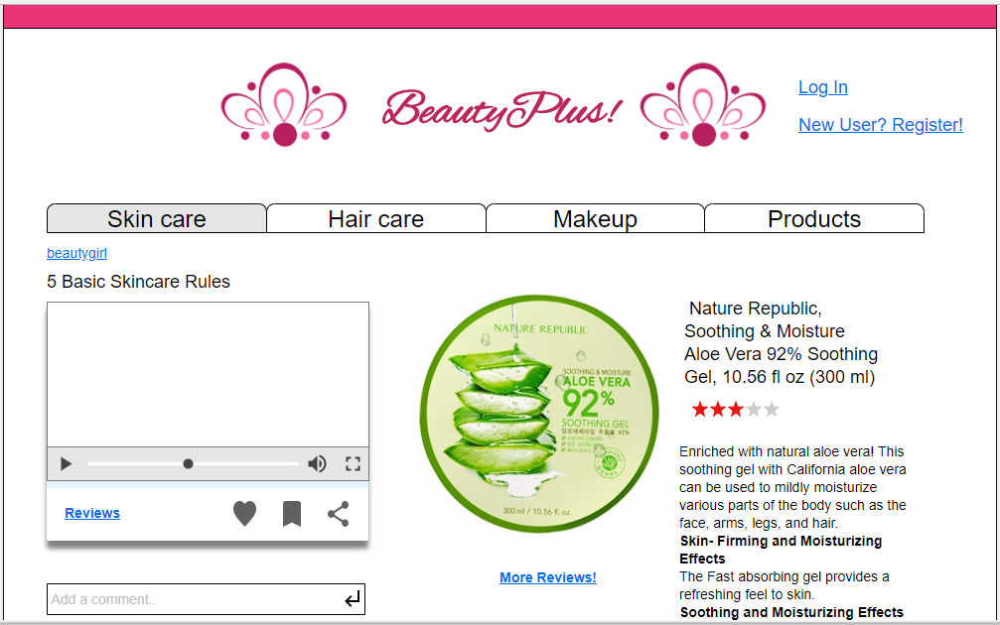 BeautyPlus!
Log In
New User? Register!
Skin care
Hair care
Makeup
Products
beautygirl
5 Basic Skincare Rules
Reviews
Add a comment..
NATURE REPUBLIC
SOOTHING & MOISTURE
ALOE VERA
92%
SOOTHING GEL
300 ml / 10.56 fl. oz.
More Reviews!
Nature Republic,
Soothing & Moisture
Aloe Vera 92% Soothing
Gel, 10.56 fl oz (300 ml)
Enriched with natural aloe vera! This
soothing gel with California aloe vera
can be used to mildly moisturize
various parts of the body such as the
face, arms, legs, and hair.
Skin- Firming and Moisturizing
Effects
The Fast absorbing gel provides a
refreshing feel to skin.
Soothing and Moisturizing Effects